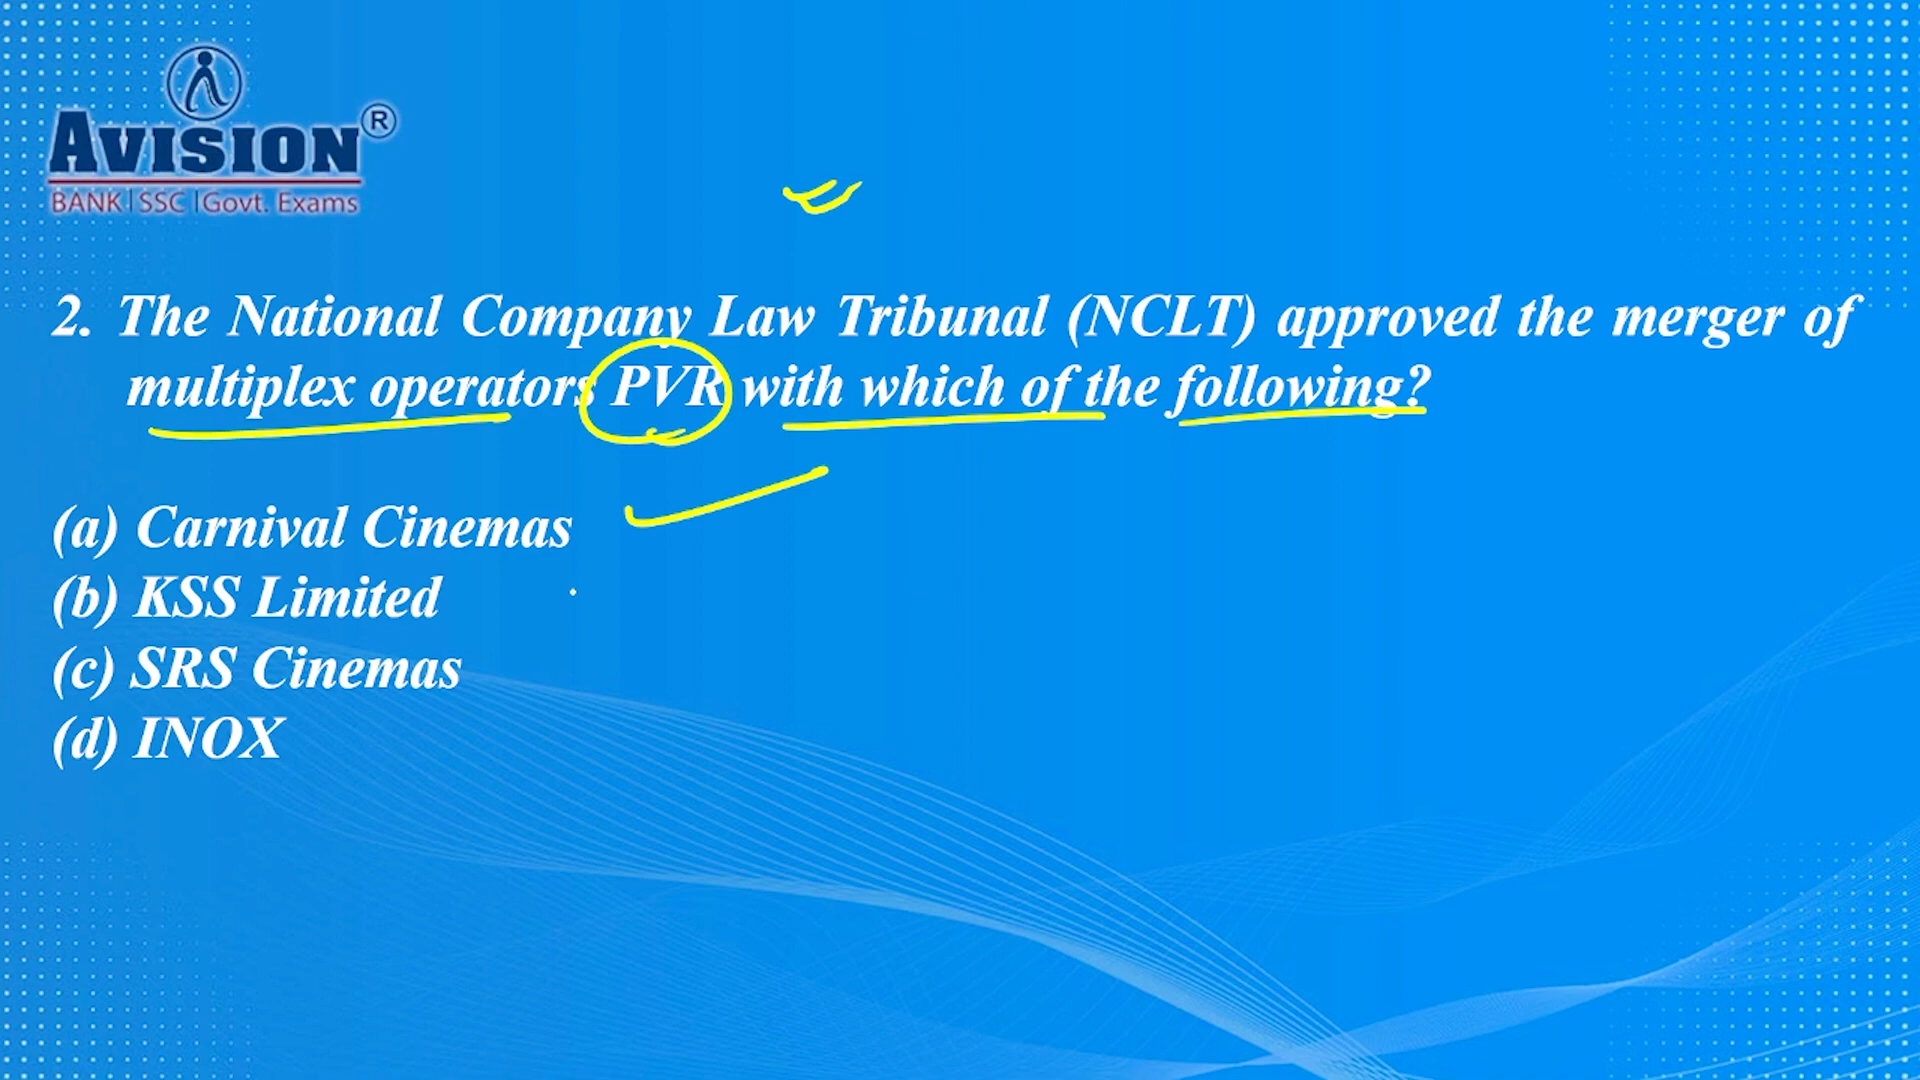 AVISION®
BANK | SSC | Govt. Exams
2. The National Company Law Tribunal (NCLT) approved the merger of
multiplex operators PVR with which of the following?
(a) Carnival Cinemas
(b) KSS Limited
(c) SRS Cinemas
(d) INOX